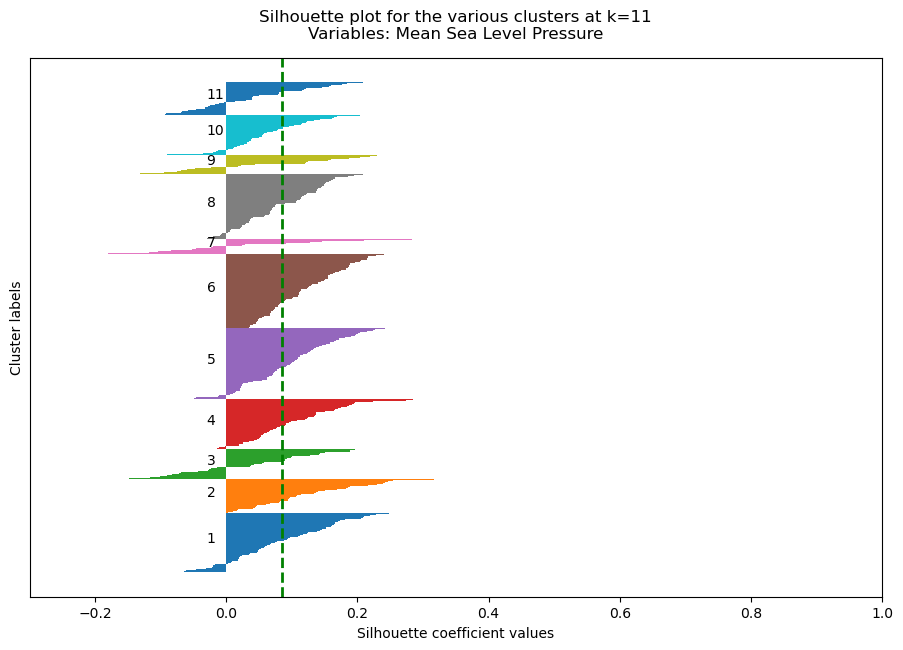 Silhouette plot for the various clusters at k=11
Variables: Mean Sea Level Pressure
Cluster labels
11
10
9
8
7
6
5
4
3
2
1
−0.2 0.0 0.2 0.4 0.6 0.8 1.0
Silhouette coefficient values